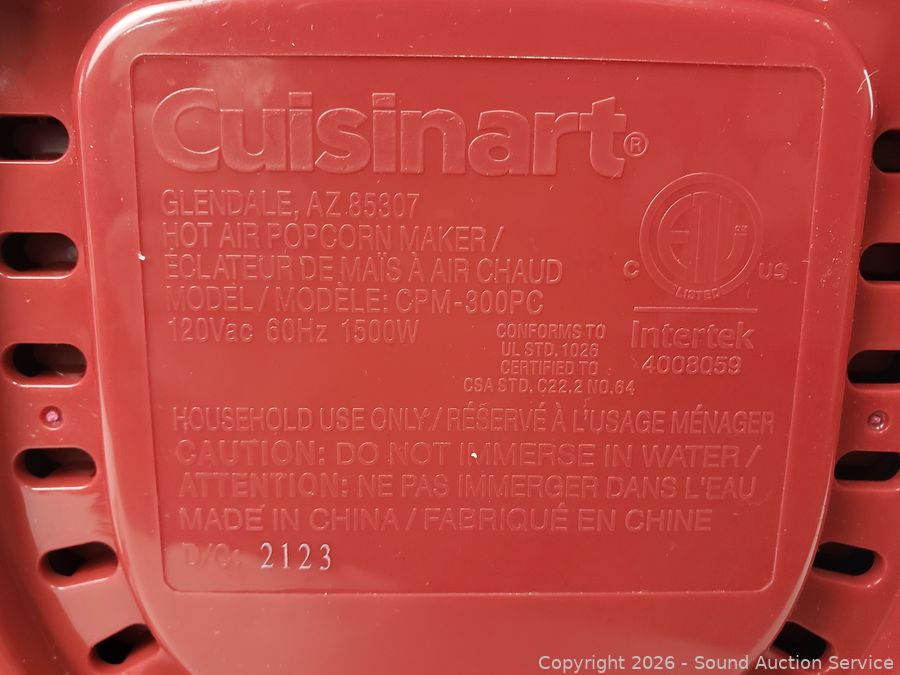 Cuisinart®
GLENDALE, AZ 85307
HOT AIR POPCORN MAKER /
ÉCLATEUR DE MAÏS À AIR CHAUD
MODEL / MODÈLE: CPM-300PC
120Vac 60Hz 1500W
CONFORMS TO
UL STD. 1026
CERTIFIED TO
CSA STD. C22.2 NO.64
ETL CM
LISTED
C US
Intertek
4008059
HOUSEHOLD USE ONLY / RÉSERVÉ À L'USAGE MÉNAGER
CAUTION: DO NOT IMMERSE IN WATER /
ATTENTION: NE PAS IMMERGER DANS L'EAU
MADE IN CHINA / FABRIQUÉ EN CHINE
D/C: 2123
Copyright © 2026 - Sound Auction Service